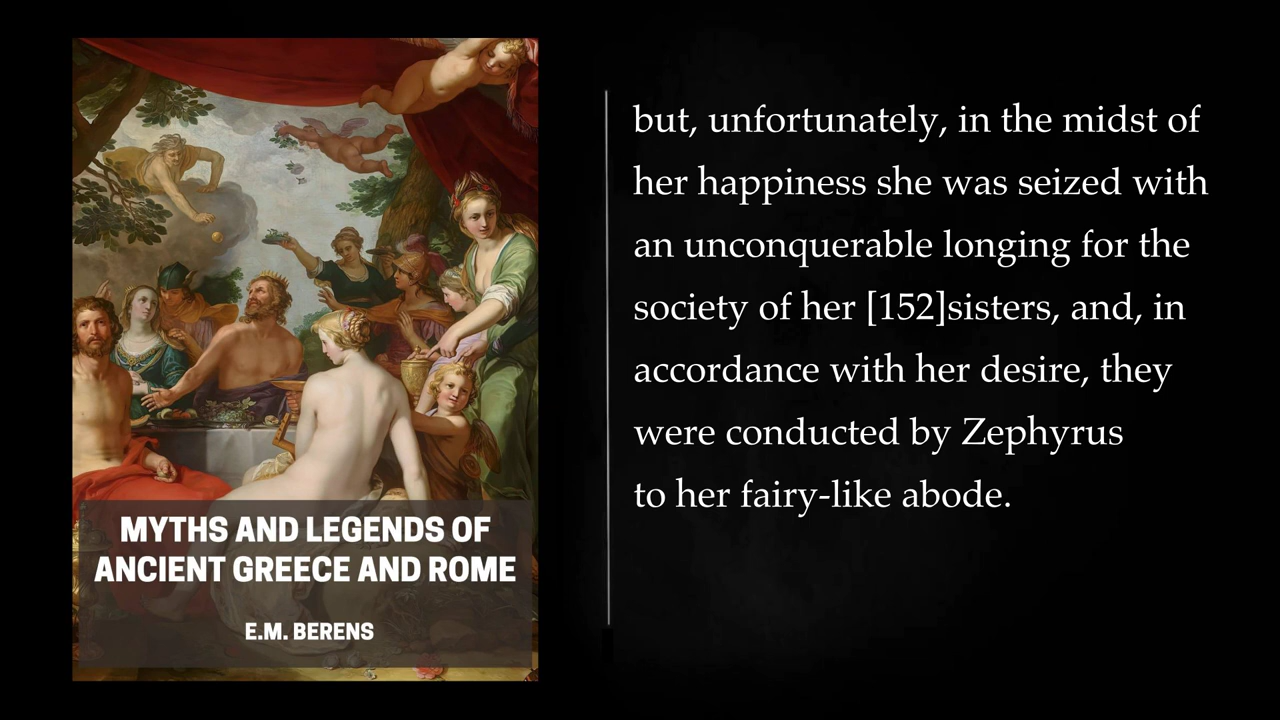 MYTHS AND LEGENDS OF
ANCIENT GREECE AND ROME
E.M. BERENS
but, unfortunately, in the midst of
her happiness she was seized with
an unconquerable longing for the
society of her [152]sisters, and, in
accordance with her desire, they
were conducted by Zephyrus
to her fairy-like abode.